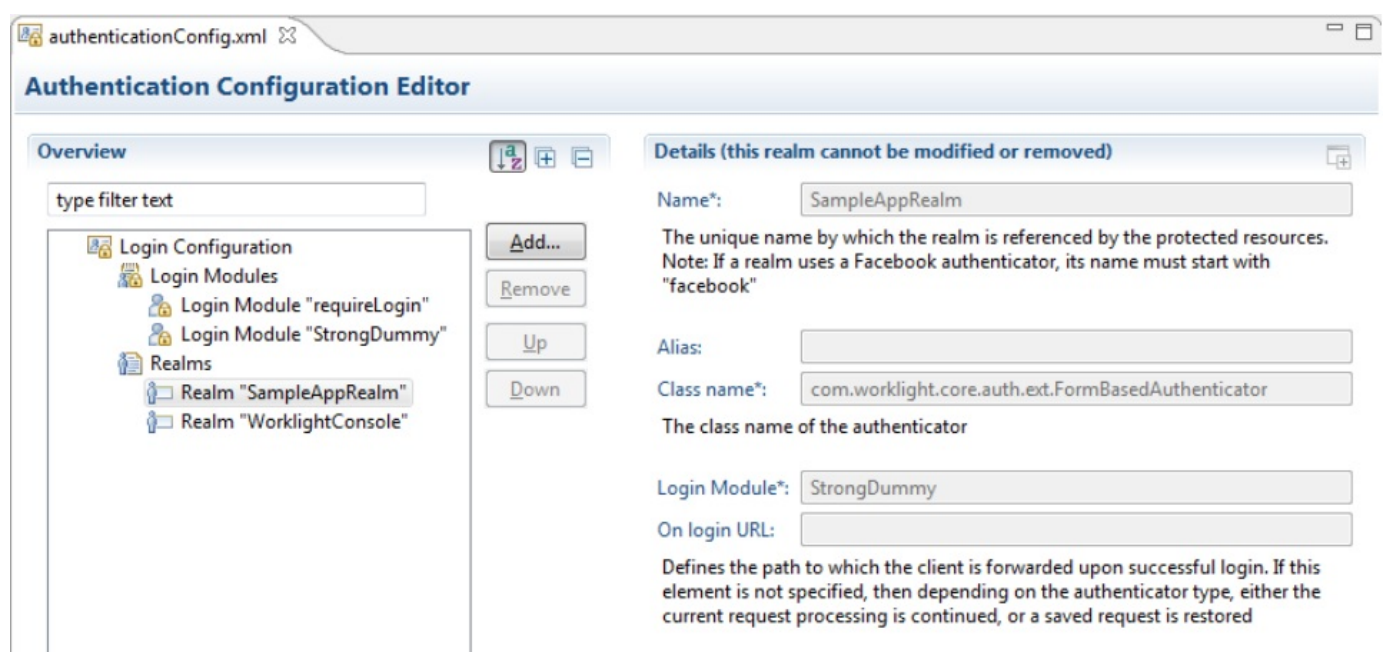 authenticationConfig.xml
Authentication Configuration Editor
Overview
type filter text
Login Configuration
Login Modules
Login Module "requireLogin"
Login Module "StrongDummy"
Realms
Realm "SampleAppRealm"
Realm "WorklightConsole"
Add...
Remove
Up
Down
Details (this realm cannot be modified or removed)
Name*: SampleAppRealm
The unique name by which the realm is referenced by the protected resources.
Note: If a realm uses a Facebook authenticator, its name must start with
"facebook"
Alias:
Class name*: com.worklight.core.auth.ext.FormBasedAuthenticator
The class name of the authenticator
Login Module*: StrongDummy
On login URL:
Defines the path to which the client is forwarded upon successful login. If this
element is not specified, then depending on the authenticator type, either the
current request processing is continued, or a saved request is restored